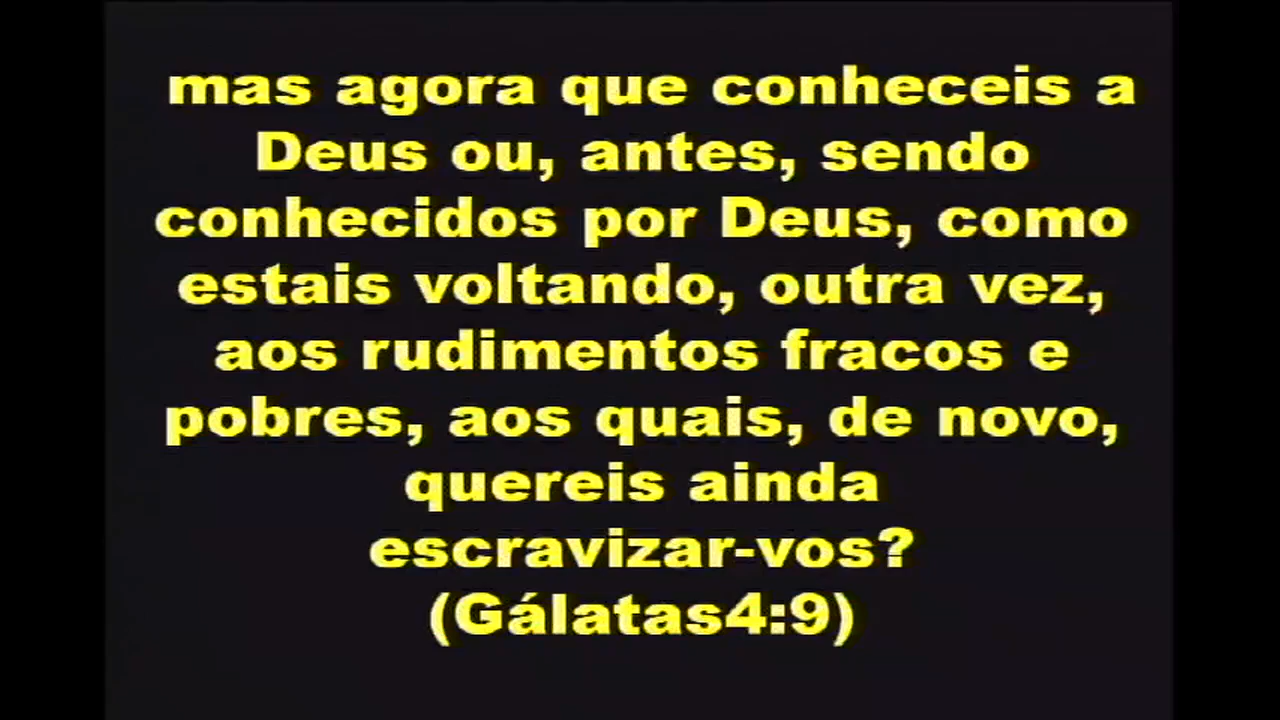 mas agora que conheceis a
Deus ou, antes, sendo
conhecidos por Deus, como
estais voltando, outra vez,
aos rudimentos fracos e
pobres, aos quais, de novo,
quereis ainda
escravizar-vos?
(Gálatas4:9)